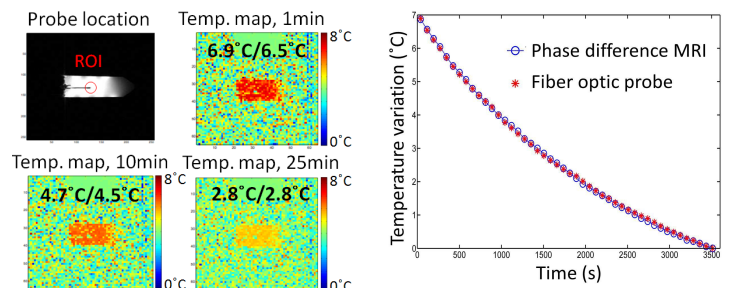 Probe location
ROI
Temp. map, 1min
6.9˚C/6.5˚C
8˚C
0˚C
Temp. map, 10min
4.7˚C/4.5˚C
8˚C
0˚C
Temp. map, 25min
2.8˚C/2.8˚C
8˚C
0˚C
Temperature variation (˚C)
7
6
5
4
3
2
1
0
Phase difference MRI
Fiber optic probe
0 500 1000 1500 2000 2500 3000 3500
Time (s)